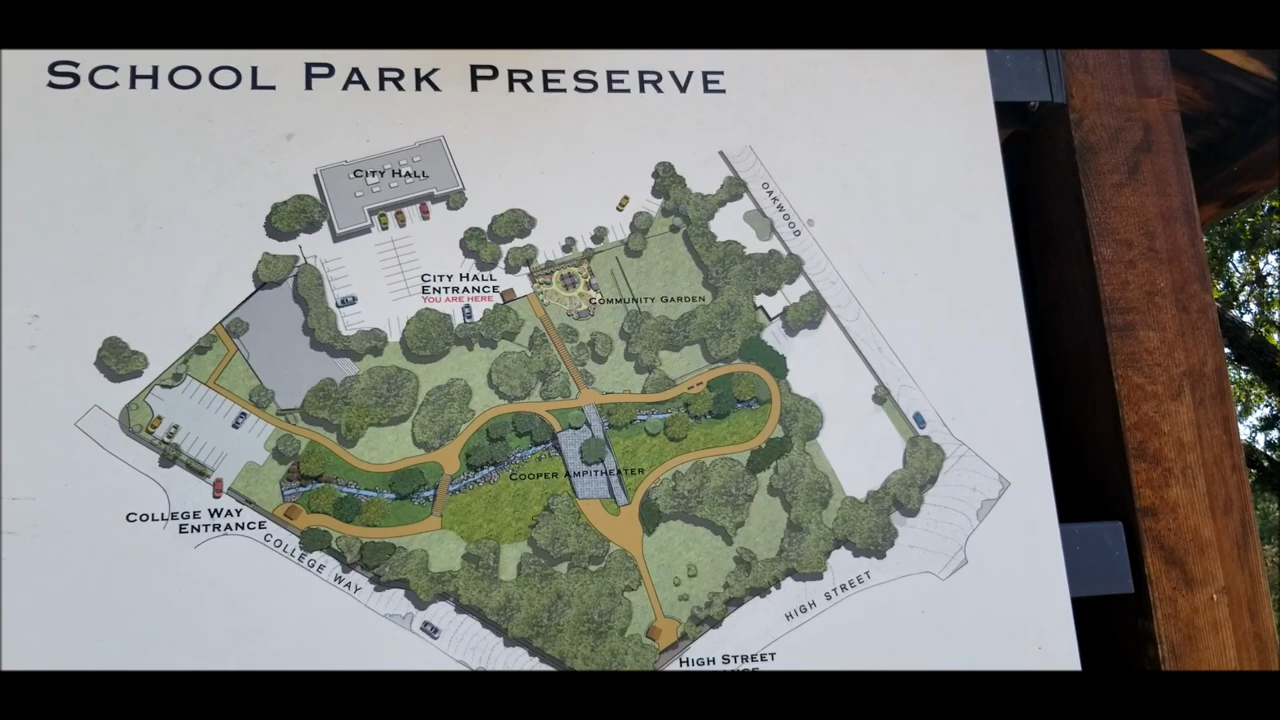 SCHOOL PARK PRESERVE
CITY HALL
OAKWOOD
CITY HALL
ENTRANCE
YOU ARE HERE
COMMUNITY GARDEN
COOPER AMPITHEATER
COLLEGE WAY
ENTRANCE
COLLEGE WAY
HIGH STREET
HIGH STREET